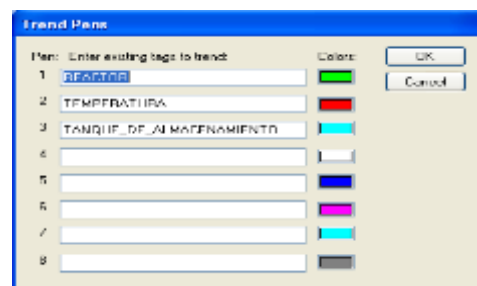 Trend Pens
Pen: Enter existing tags to trend: Colors: OK
1 REACTOR Cancel
2 TEMPERATURA
3 TANQUE_DE_ALMACENAMIENTO
4
5
6
7
8